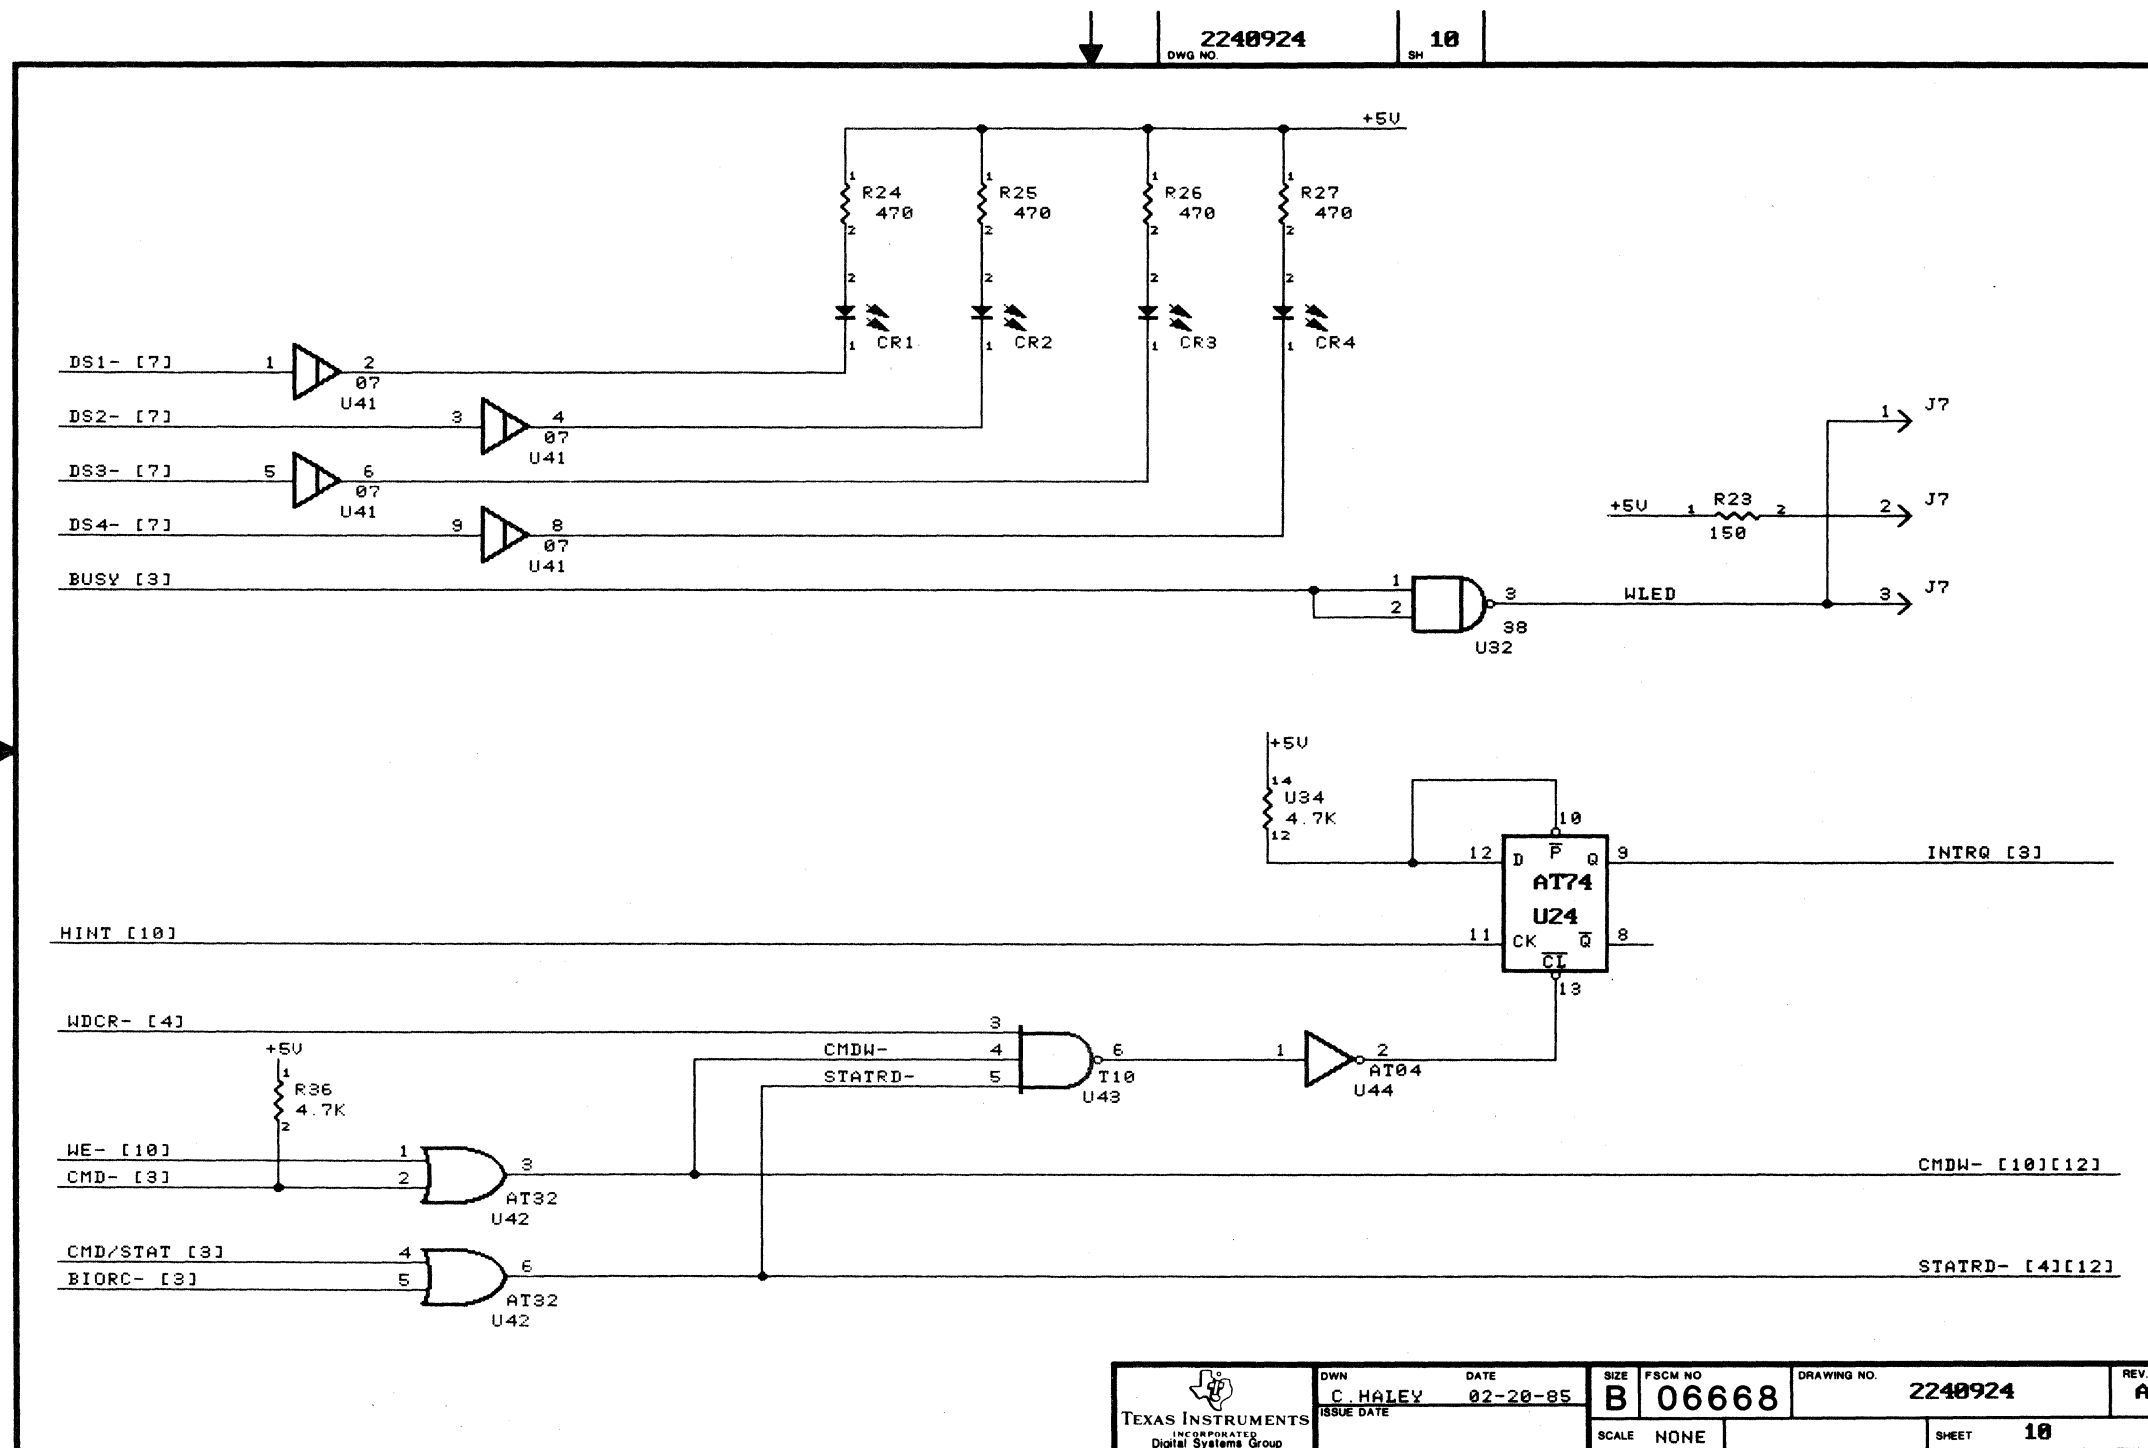 2240924
DWG NO.
SH 10
+5V
1 1 1 1
R24 R25 R26 R27
470 470 470 470
2 2 2 2
2 2 2 2
CR1 CR2 CR3 CR4
1 1 1 1
DS1- [7] 1 2
07
U41
DS2- [7] 3 4
07
U41
DS3- [7] 5 6
07
U41
DS4- [7] 9 8
07
U41
1 J7
+5V 1 R23 2 2 J7
150
BUSY [3] 1
2
3 WLED 3 J7
38
U32
+5V
14
U34
4.7K
12
10
12 D P Q 9 INTRQ [3]
AT74
U24
HINT [10] 11 CK Q 8
CL
13
WDCR- [4] 3
CMDW- 4 6 1 2
STATRD- 5 T10 AT04
U43 U44
+5V
1
R36
4.7K
2
WE- [10] 1
CMD- [3] 2
3 CMDW- [10][12]
AT32
U42
CMD/STAT [3] 4
BIORC- [3] 5
6 STATRD- [4][12]
AT32
U42
TEXAS INSTRUMENTS
INCORPORATED
Digital Systems Group
DWN DATE
C.HALEY 02-20-85
ISSUE DATE
SIZE B
FSCM NO 06668
DRAWING NO. 2240924
REV. A
SCALE NONE
SHEET 10